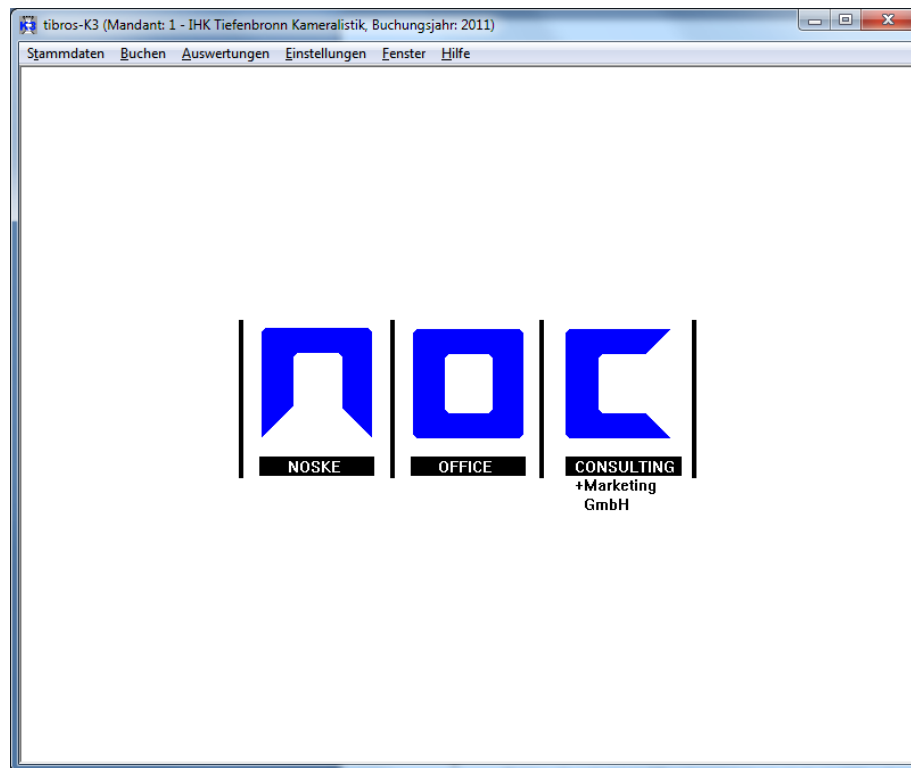 tibros-K3 (Mandant: 1 - IHK Tiefenbronn Kameralistik, Buchungsjahr: 2011)
Stammdaten Buchen Auswertungen Einstellungen Fenster Hilfe
NOC
NOSKE OFFICE CONSULTING
+Marketing
GmbH